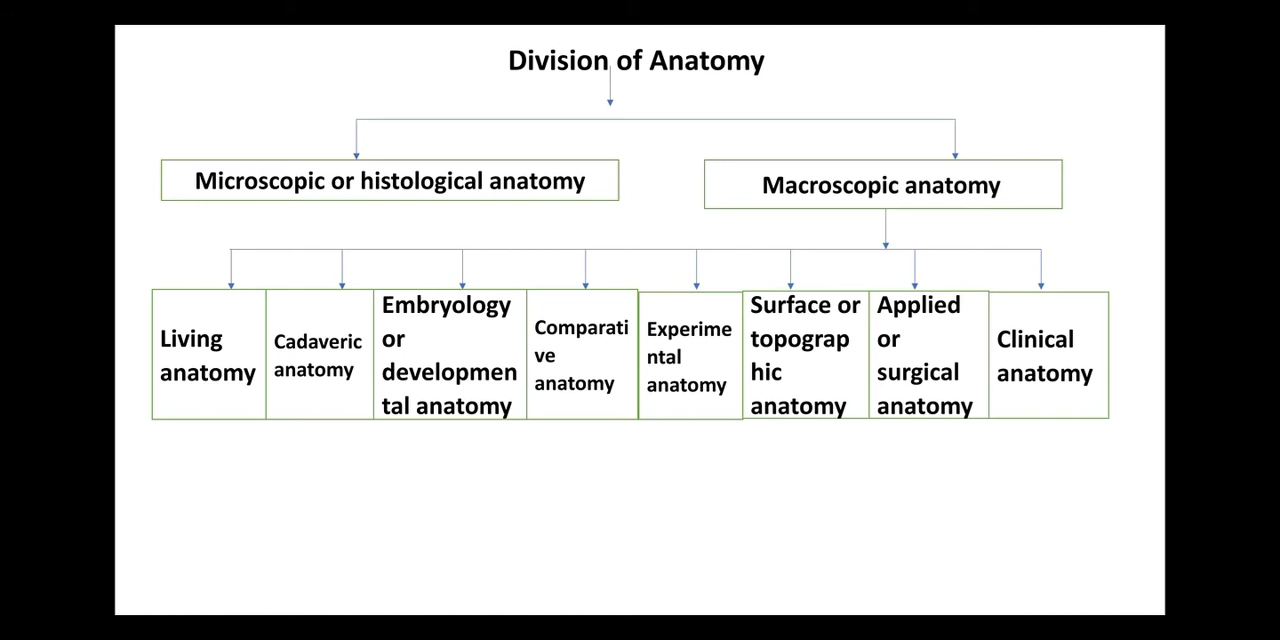 Division of Anatomy
Microscopic or histological anatomy
Macroscopic anatomy
Living
anatomy
Cadaveric
anatomy
Embryology
or
developmen
tal anatomy
Comparati
ve
anatomy
Experime
ntal
anatomy
Surface or
topograp
hic
anatomy
Applied
or
surgical
anatomy
Clinical
anatomy